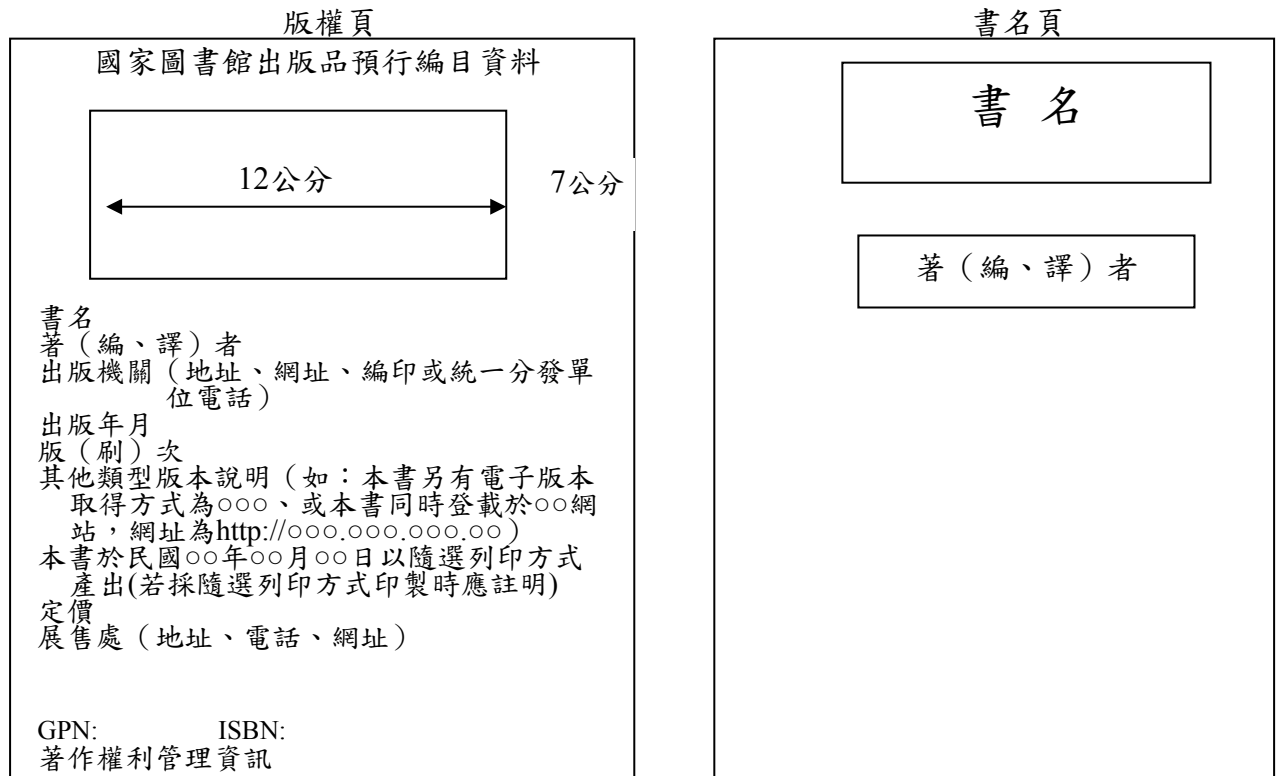 版權頁
國家圖書館出版品預行編目資料
12公分
7公分
書名
著（編、譯）者
出版機關（地址、網址、編印或統一分發單
位電話）
出版年月
版（刷）次
其他類型版本說明（如：本書另有電子版本
取得方式為○○○、或本書同時登載於○○網
站，網址為http://○○○.○○○.○○○.○○）
本書於民國○○年○○月○○日以隨選列印方式
產出(若採隨選列印方式印製時應註明)
定價
展售處（地址、電話、網址）
GPN: ISBN:
著作權利管理資訊
書名頁
書 名
著（編、譯）者